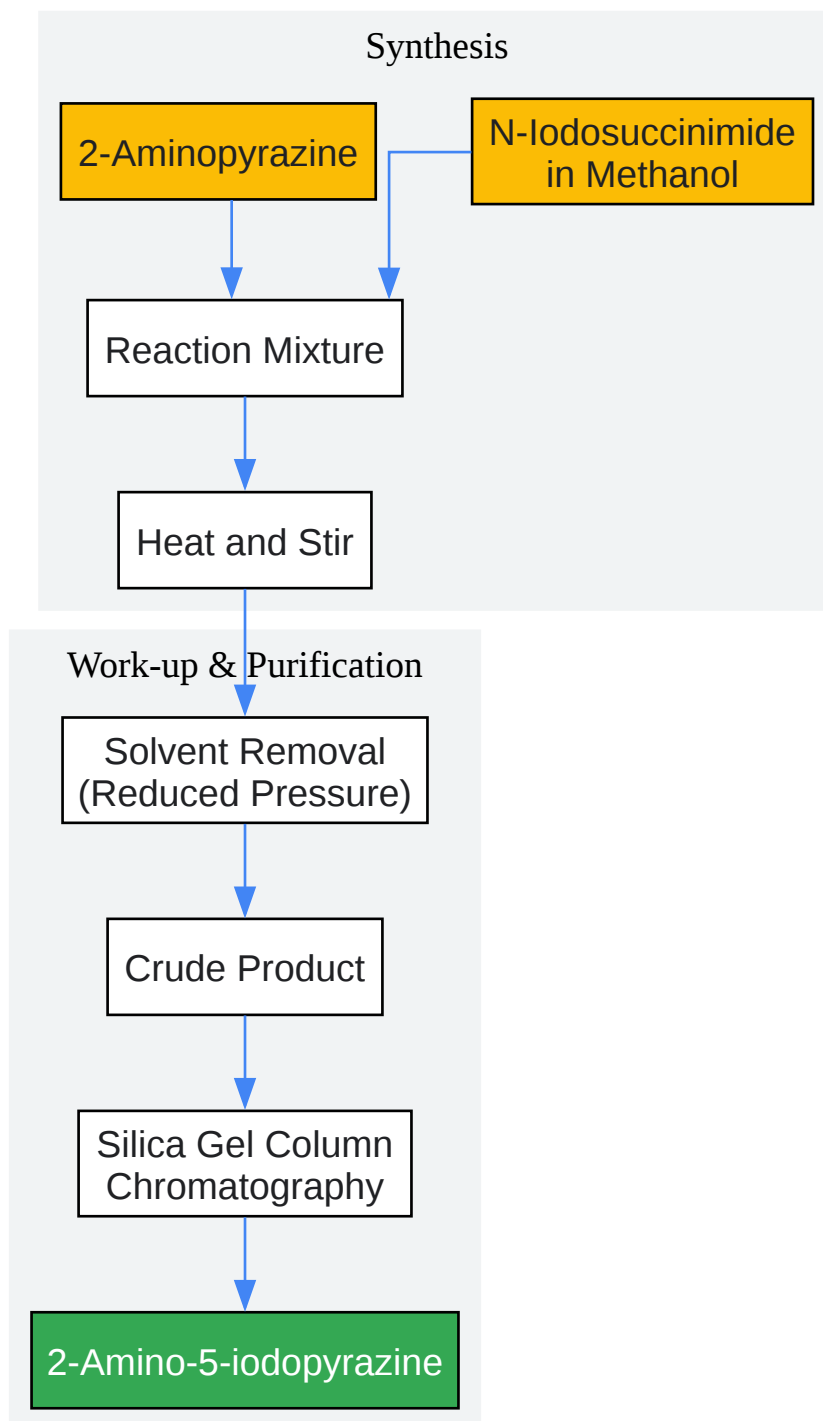 Synthesis
2-Aminopyrazine
N-Iodosuccinimide
in Methanol
Reaction Mixture
Heat and Stir
Work-up & Purification
Solvent Removal
(Reduced Pressure)
Crude Product
Silica Gel Column
Chromatography
2-Amino-5-iodopyrazine